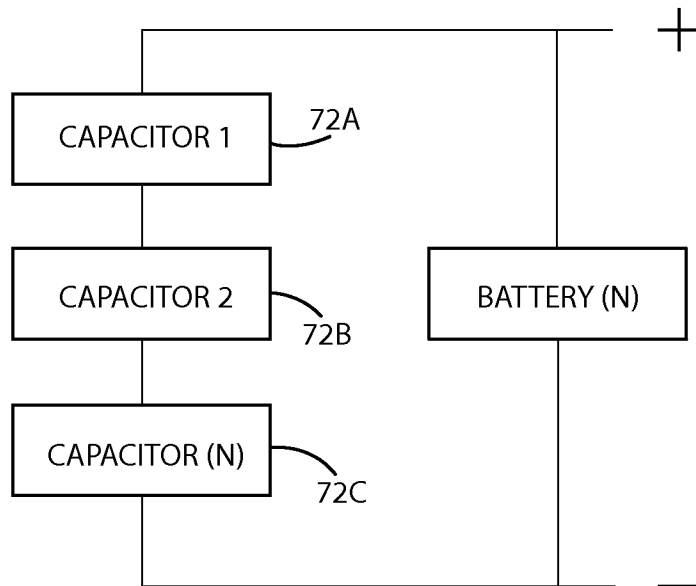 +
CAPACITOR 1
72A
CAPACITOR 2
72B
BATTERY (N)
CAPACITOR (N)
72C
–